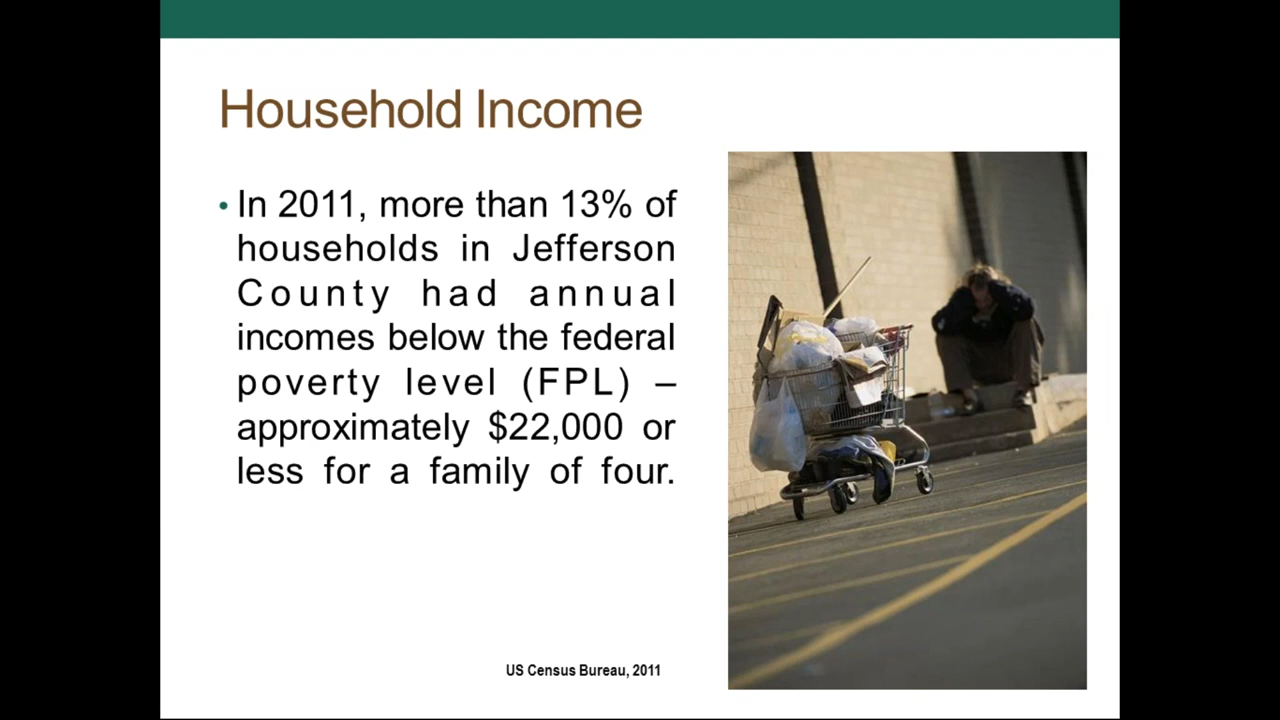 Household Income
• In 2011, more than 13% of
households in Jefferson
County had annual
incomes below the federal
poverty level (FPL) –
approximately $22,000 or
less for a family of four.
US Census Bureau, 2011